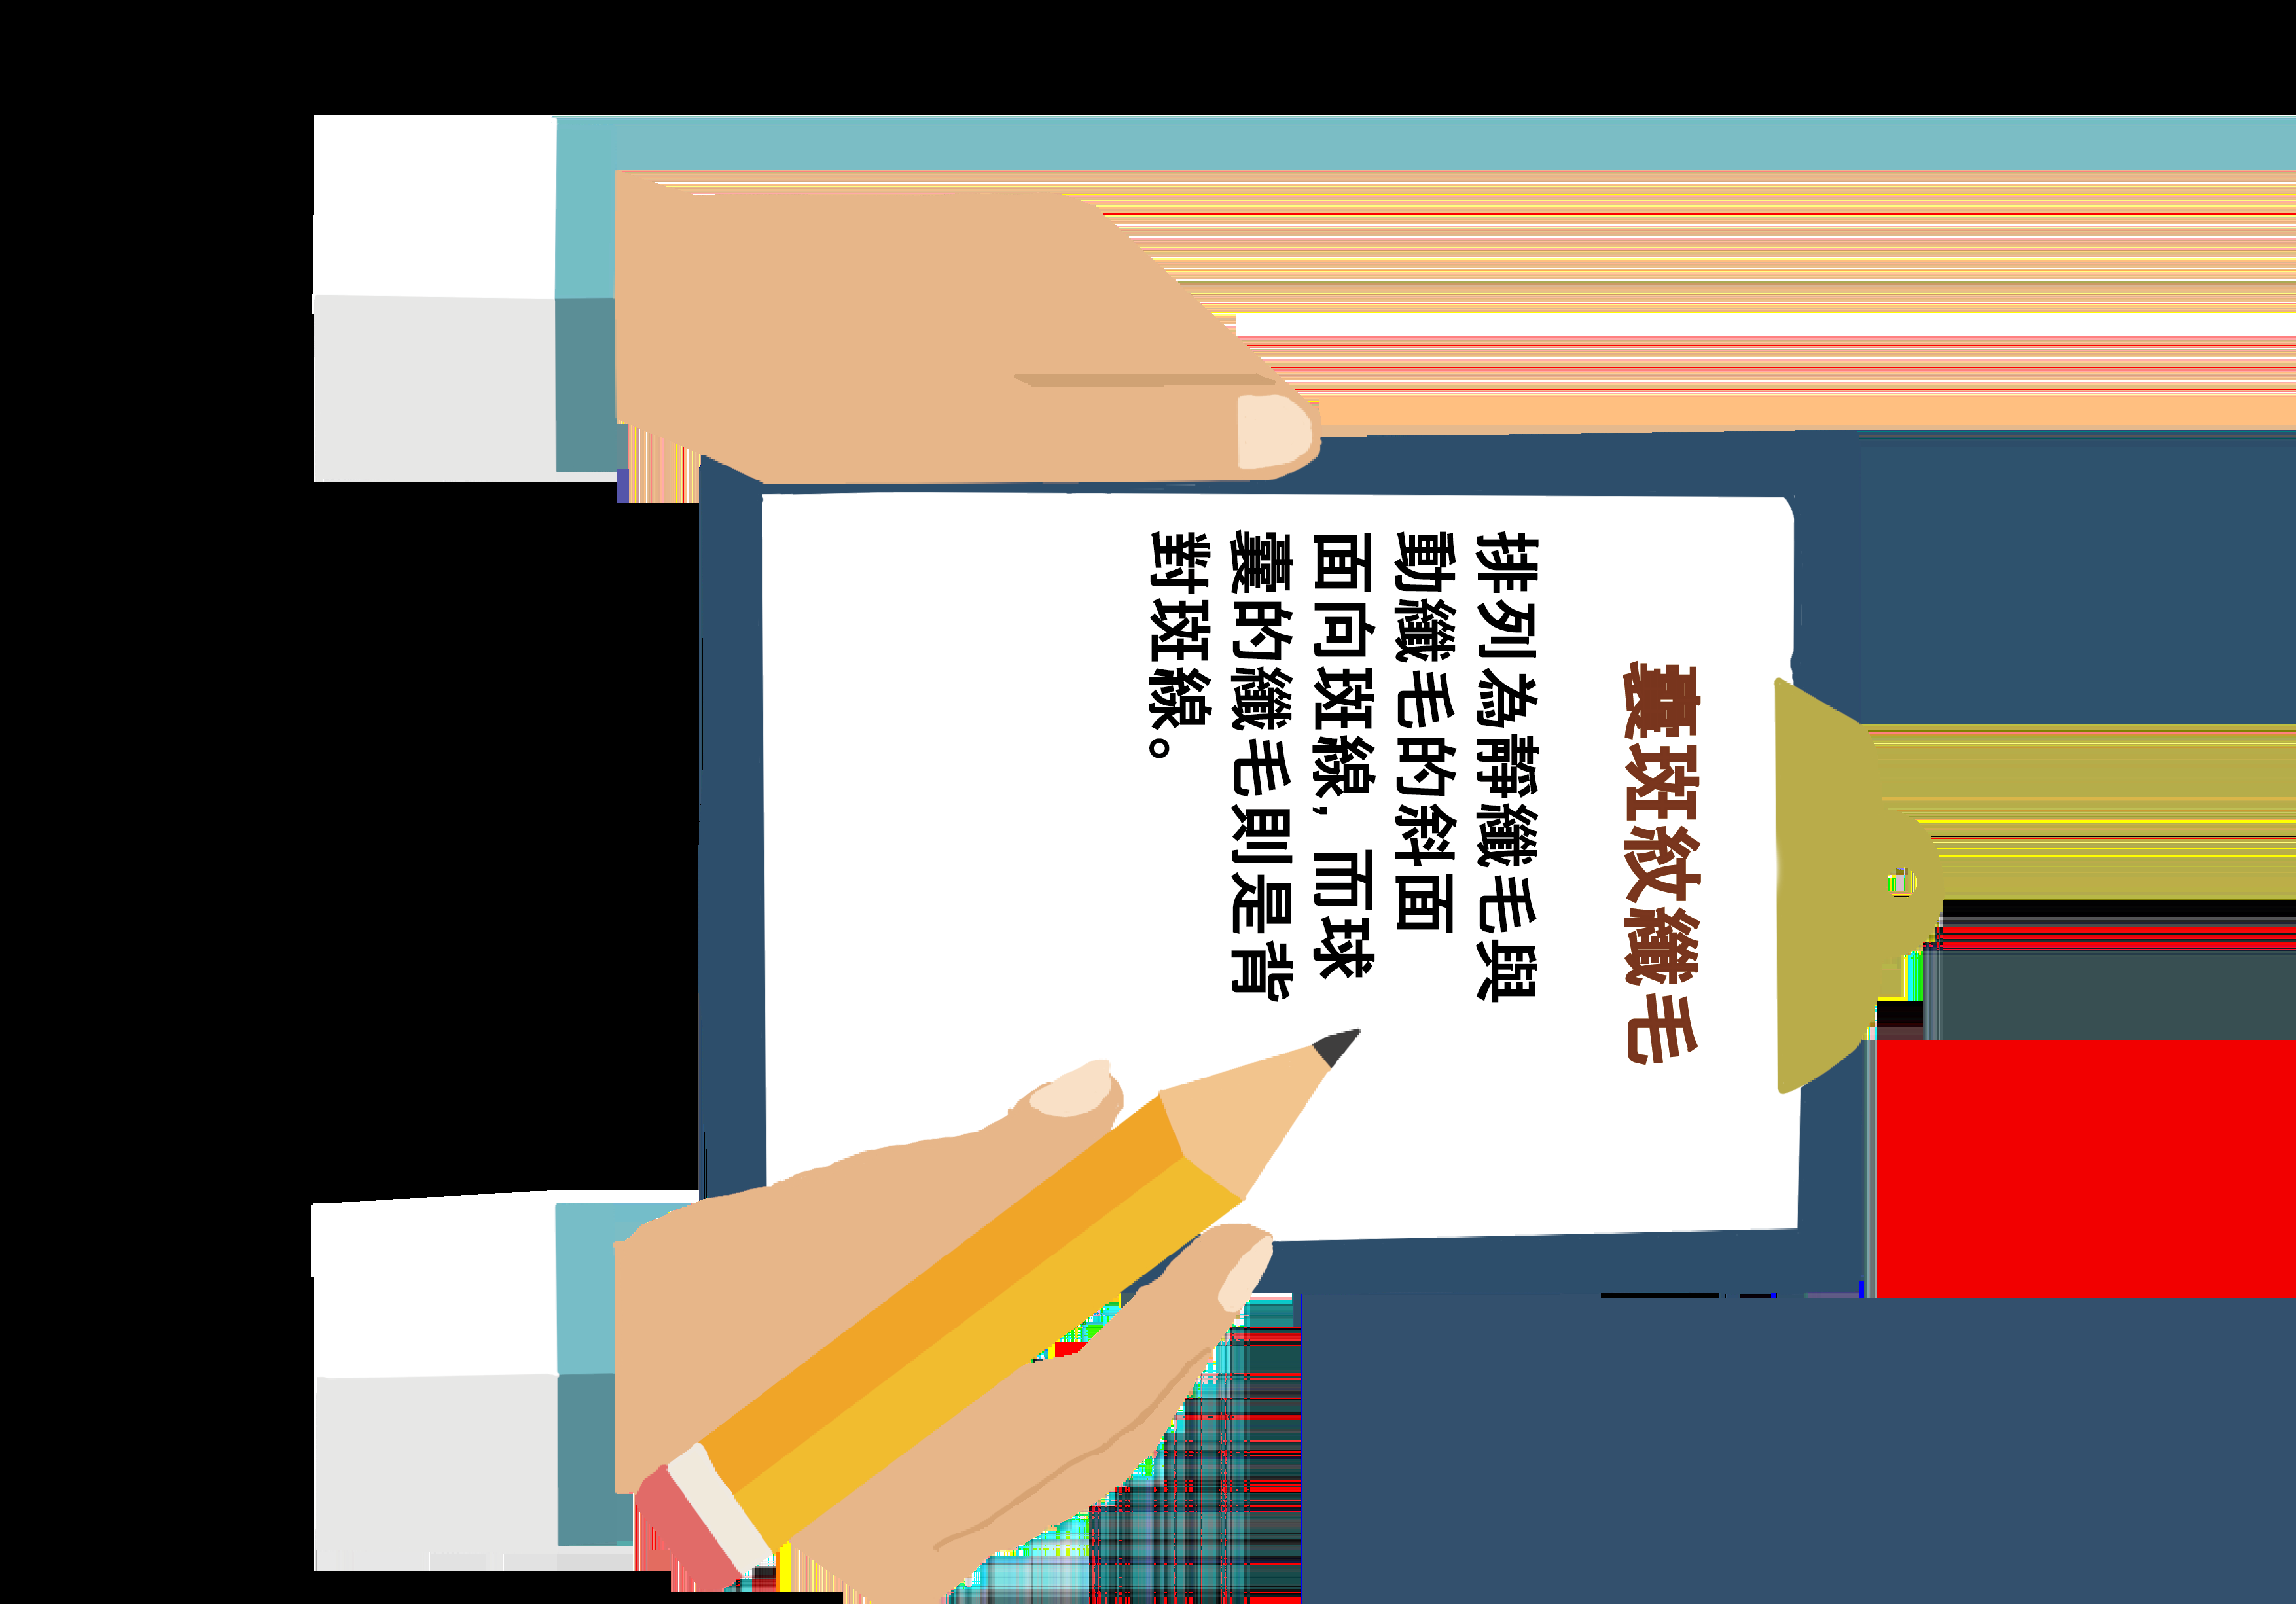 囊斑紋纖毛
排列為靜纖毛與
動纖毛的斜面
面向斑線，而球
囊的纖毛則是背
對斑線。